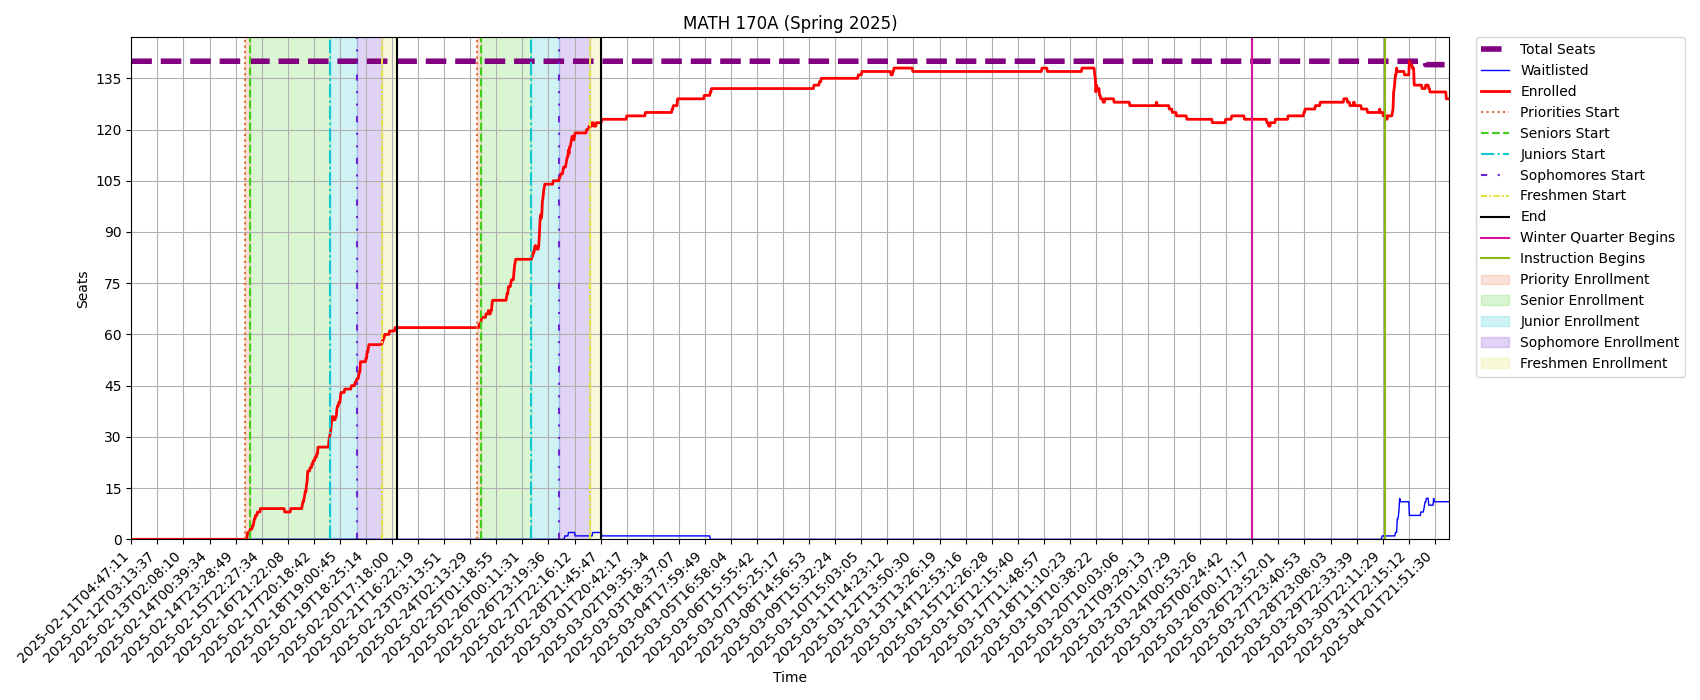 MATH 170A (Spring 2025)
Seats
135
120
105
90
75
60
45
30
15
0
2025-02-11T04:47:11
2025-02-12T03:13:37
2025-02-13T02:08:10
2025-02-14T00:39:34
2025-02-14T23:28:49
2025-02-15T22:27:34
2025-02-16T21:22:08
2025-02-17T20:18:42
2025-02-18T19:00:45
2025-02-19T18:25:14
2025-02-20T17:18:00
2025-02-21T16:22:19
2025-02-23T03:13:51
2025-02-24T02:13:29
2025-02-25T01:18:55
2025-02-26T00:11:31
2025-02-26T23:19:36
2025-02-27T22:16:12
2025-02-28T21:45:47
2025-03-01T20:42:17
2025-03-02T19:35:34
2025-03-03T18:37:07
2025-03-04T17:59:49
2025-03-05T16:58:04
2025-03-06T15:55:42
2025-03-07T15:25:17
2025-03-08T14:56:53
2025-03-09T15:32:24
2025-03-10T15:03:05
2025-03-11T14:23:12
2025-03-12T13:50:30
2025-03-13T13:26:19
2025-03-14T12:53:16
2025-03-15T12:26:28
2025-03-16T12:15:40
2025-03-17T11:48:57
2025-03-18T11:10:23
2025-03-19T10:38:22
2025-03-20T10:03:06
2025-03-21T09:29:13
2025-03-23T01:07:29
2025-03-24T00:53:26
2025-03-25T00:24:42
2025-03-26T00:17:17
2025-03-26T23:52:01
2025-03-27T23:40:53
2025-03-28T23:08:03
2025-03-29T22:33:39
2025-03-30T22:11:29
2025-03-31T22:15:12
2025-04-01T21:51:30
Time
Total Seats
Waitlisted
Enrolled
Priorities Start
Seniors Start
Juniors Start
Sophomores Start
Freshmen Start
End
Winter Quarter Begins
Instruction Begins
Priority Enrollment
Senior Enrollment
Junior Enrollment
Sophomore Enrollment
Freshmen Enrollment